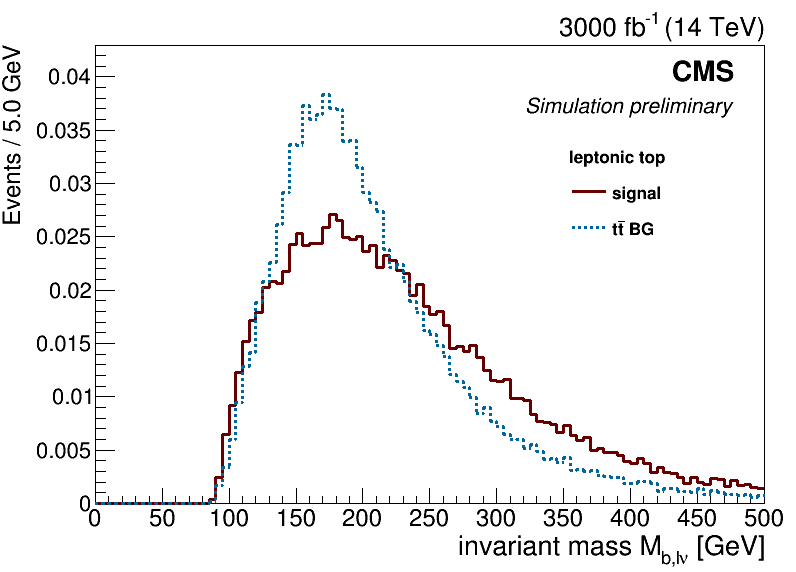 3000 fb⁻¹ (14 TeV)
CMS
Simulation preliminary
leptonic top
signal
tt̄ BG
Events / 5.0 GeV
0.04
0.035
0.03
0.025
0.02
0.015
0.01
0.005
0
0 50 100 150 200 250 300 350 400 450 500
invariant mass M_b,lν [GeV]